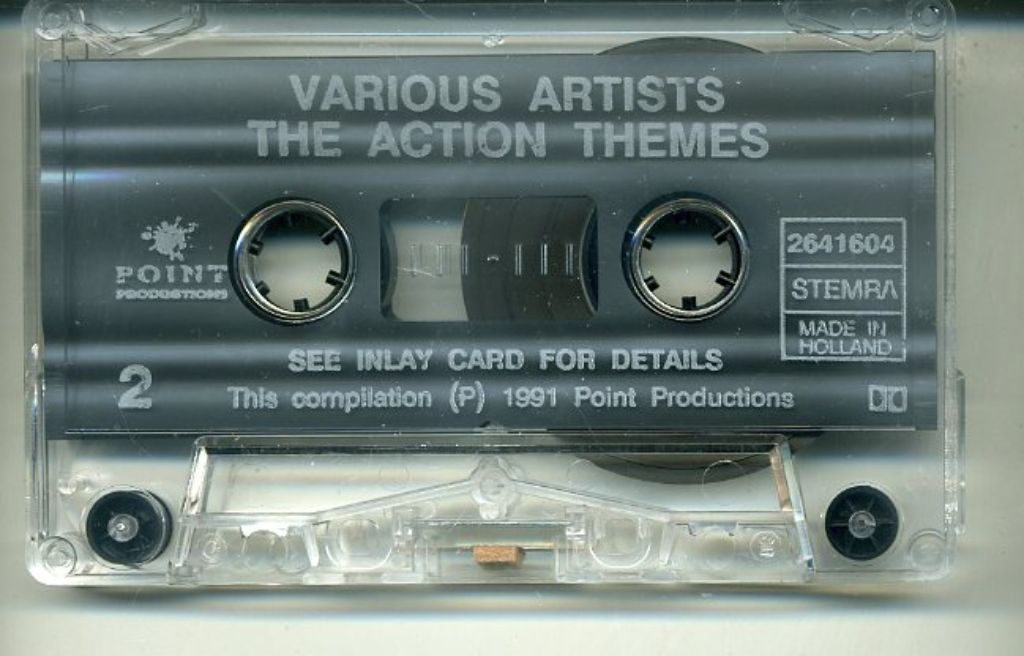 VARIOUS ARTISTS
THE ACTION THEMES
POINT
PRODUCTIONS
2641604
STEMRA
MADE IN
HOLLAND
SEE INLAY CARD FOR DETAILS
2
This compilation (P) 1991 Point Productions